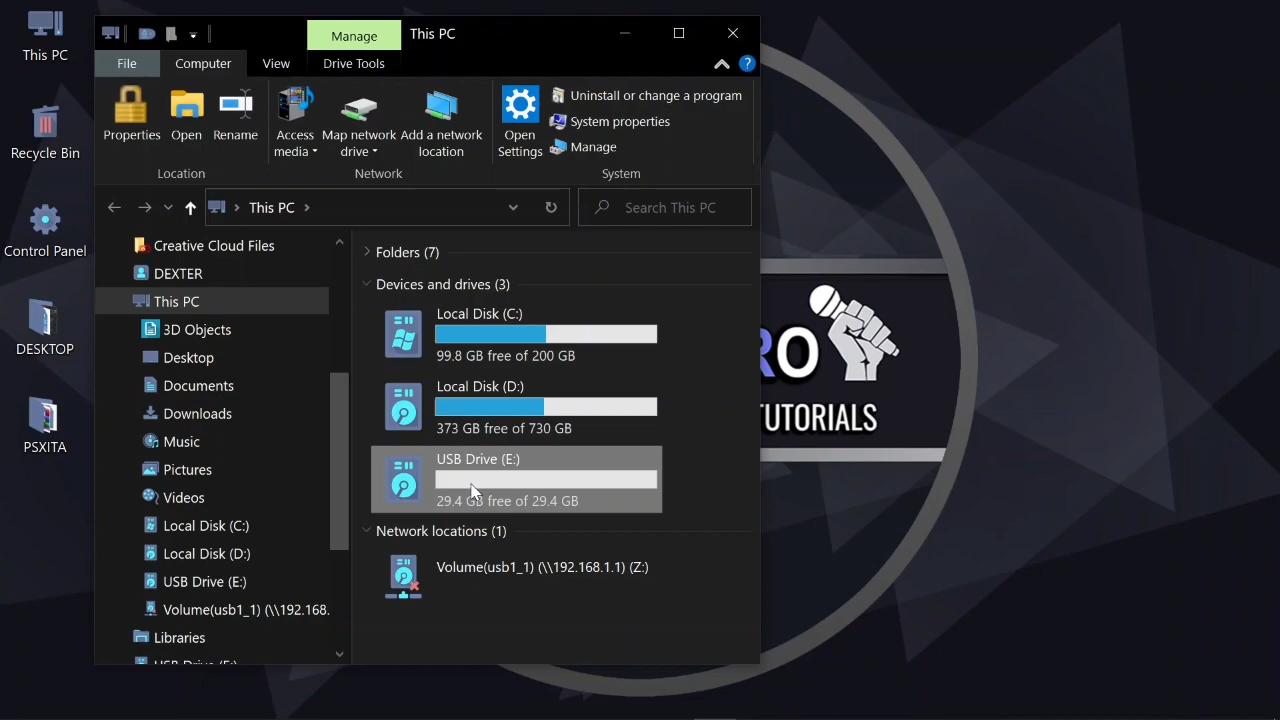 This PC
Recycle Bin
Control Panel
DESKTOP
PSXITA
Manage
This PC
File
Computer
View
Drive Tools
?
Properties
Open
Rename
Access media
Map network drive
Add a network location
Open Settings
Uninstall or change a program
System properties
Manage
Location
Network
System
This PC
Search This PC
Creative Cloud Files
DEXTER
This PC
3D Objects
Desktop
Documents
Downloads
Music
Pictures
Videos
Local Disk (C:)
Local Disk (D:)
USB Drive (E:)
Volume(usb1_1) (\\192.168.
Libraries
USB Drive (E:)
Folders (7)
Devices and drives (3)
Local Disk (C:)
99.8 GB free of 200 GB
Local Disk (D:)
373 GB free of 730 GB
USB Drive (E:)
29.4 GB free of 29.4 GB
Network locations (1)
Volume(usb1_1) (\\192.168.1.1) (Z:)
RO
TUTORIALS